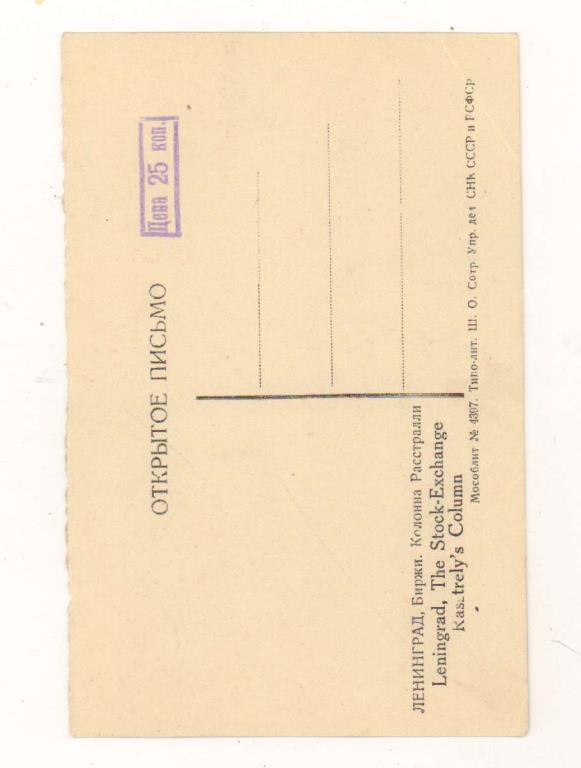 ОТКРЫТОЕ ПИСЬМО
Цена 25 коп.
ЛЕНИНГРАД, Биржи. Колонна Расстралли
Leningrad, The Stock-Exchange
Kasstrely's Column
Мособлит № 4397. Типо-лит. Ш. О. Сотр. Упр. дел СНК СССР и РСФСР